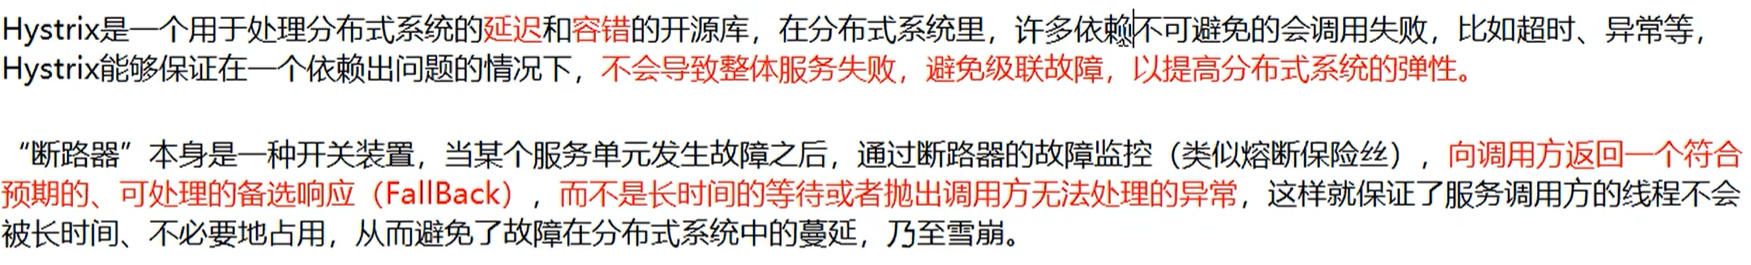 Hystrix是一个用于处理分布式系统的延迟和容错的开源库，在分布式系统里，许多依赖不可避免的会调用失败，比如超时、异常等，
Hystrix能够保证在一个依赖出问题的情况下，不会导致整体服务失败，避免级联故障，以提高分布式系统的弹性。
“断路器”本身是一种开关装置，当某个服务单元发生故障之后，通过断路器的故障监控（类似熔断保险丝），向调用方返回一个符合
预期的、可处理的备选响应（FallBack），而不是长时间的等待或者抛出调用方无法处理的异常，这样就保证了服务调用方的线程不会
被长时间、不必要地占用，从而避免了故障在分布式系统中的蔓延，乃至雪崩。